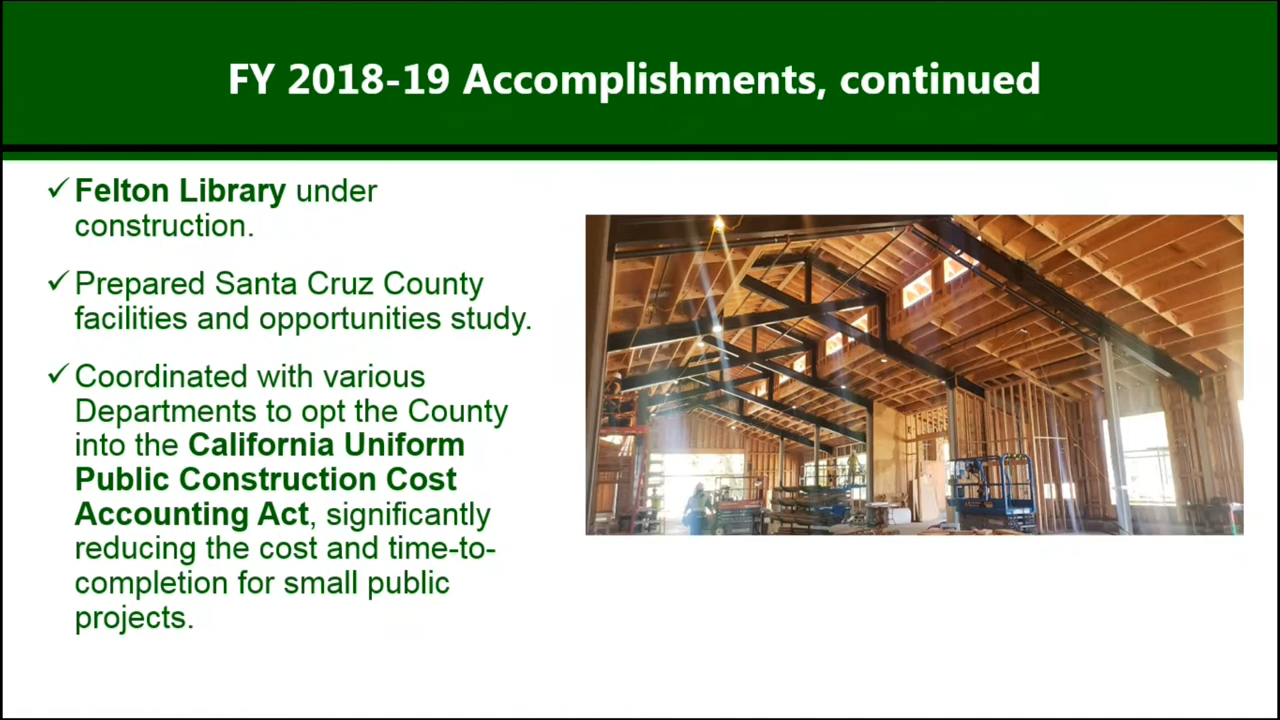 FY 2018-19 Accomplishments, continued
✓Felton Library under
construction.
✓Prepared Santa Cruz County
facilities and opportunities study.
✓Coordinated with various
Departments to opt the County
into the California Uniform
Public Construction Cost
Accounting Act, significantly
reducing the cost and time-to-
completion for small public
projects.